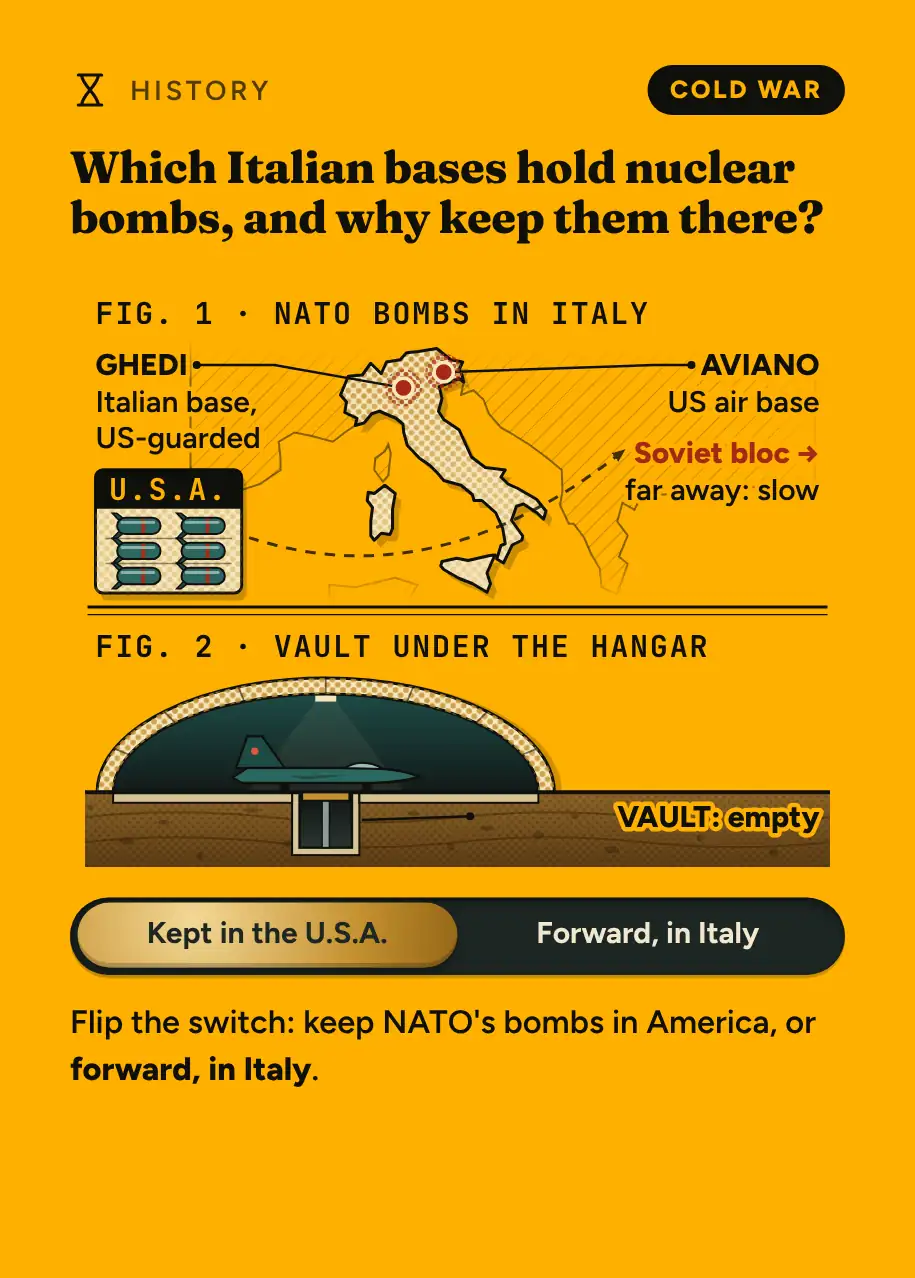 HISTORY
COLD WAR
Which Italian bases hold nuclear
bombs, and why keep them there?
FIG. 1 · NATO BOMBS IN ITALY
GHEDI
Italian base,
US-guarded
AVIANO
US air base
Soviet bloc →
far away: slow
U.S.A.
FIG. 2 · VAULT UNDER THE HANGAR
VAULT: empty
Kept in the U.S.A.
Forward, in Italy
Flip the switch: keep NATO's bombs in America, or
forward, in Italy.